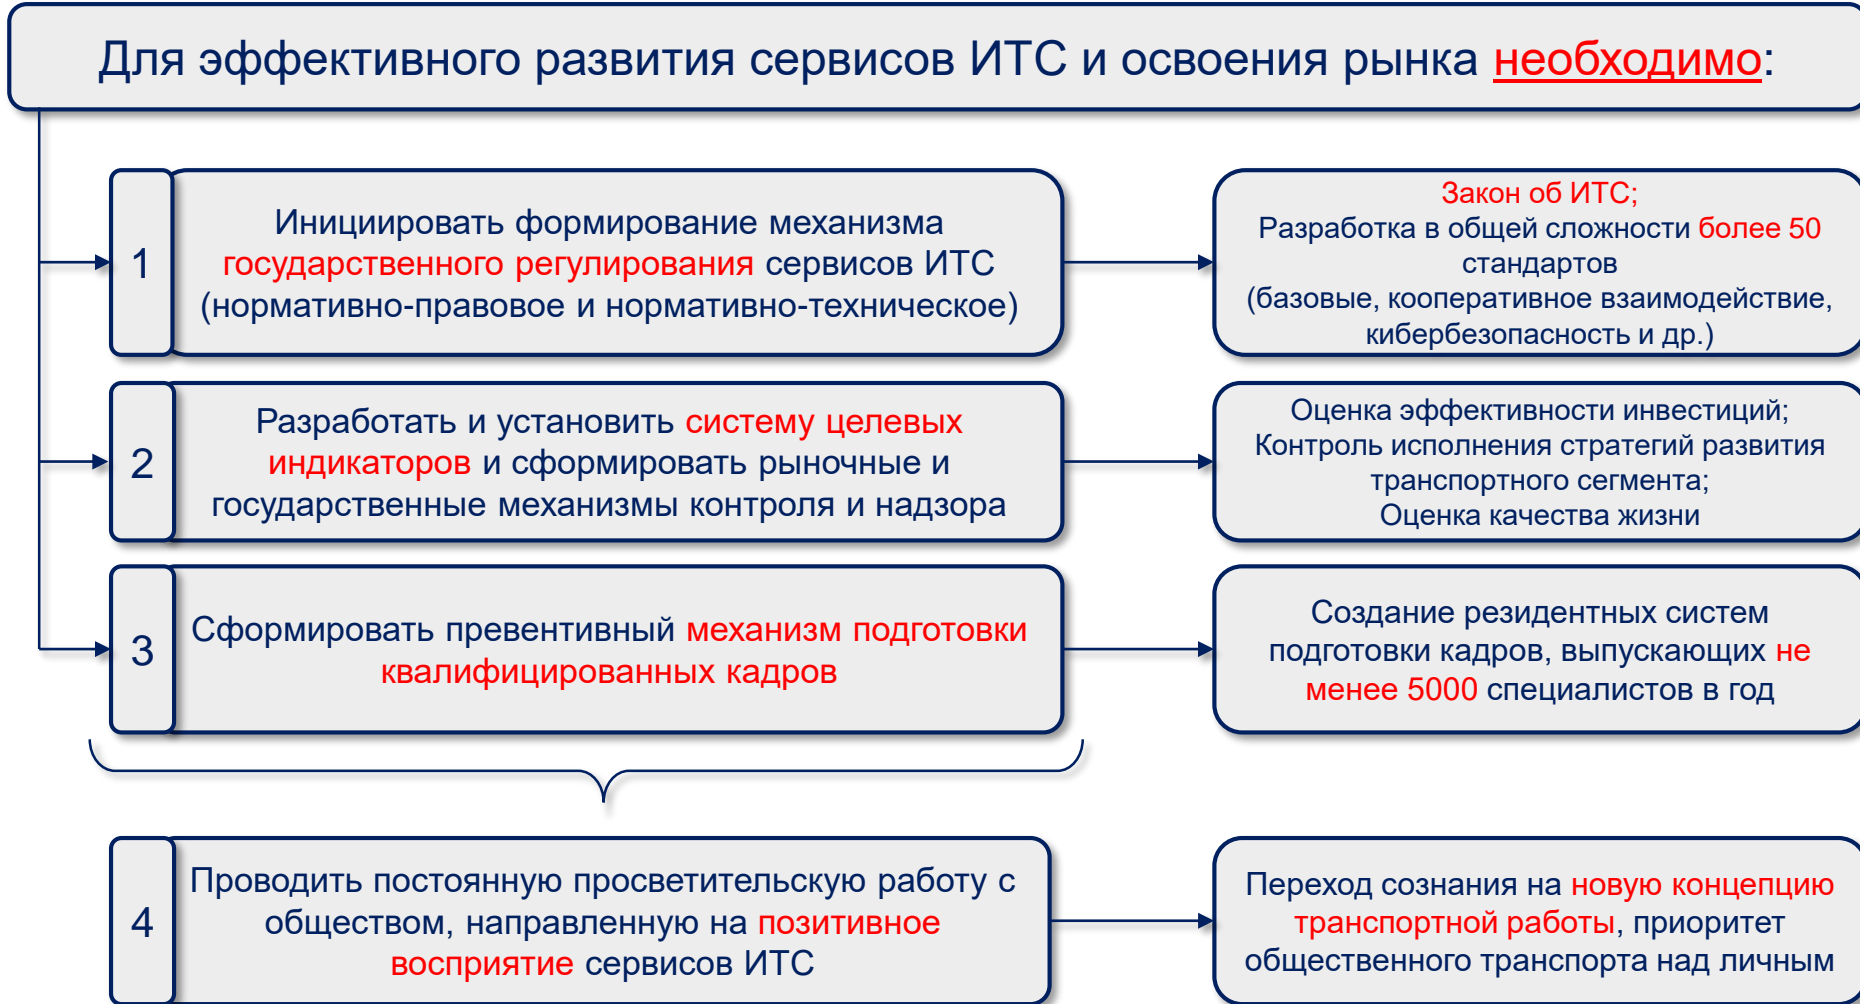 Для эффективного развития сервисов ИТС и освоения рынка необходимо:
1
Инициировать формирование механизма
государственного регулирования сервисов ИТС
(нормативно-правовое и нормативно-техническое)
Закон об ИТС;
Разработка в общей сложности более 50
стандартов
(базовые, кооперативное взаимодействие,
кибербезопасность и др.)
2
Разработать и установить систему целевых
индикаторов и сформировать рыночные и
государственные механизмы контроля и надзора
Оценка эффективности инвестиций;
Контроль исполнения стратегий развития
транспортного сегмента;
Оценка качества жизни
3
Сформировать превентивный механизм подготовки
квалифицированных кадров
Создание резидентных систем
подготовки кадров, выпускающих не
менее 5000 специалистов в год
4
Проводить постоянную просветительскую работу с
обществом, направленную на позитивное
восприятие сервисов ИТС
Переход сознания на новую концепцию
транспортной работы, приоритет
общественного транспорта над личным